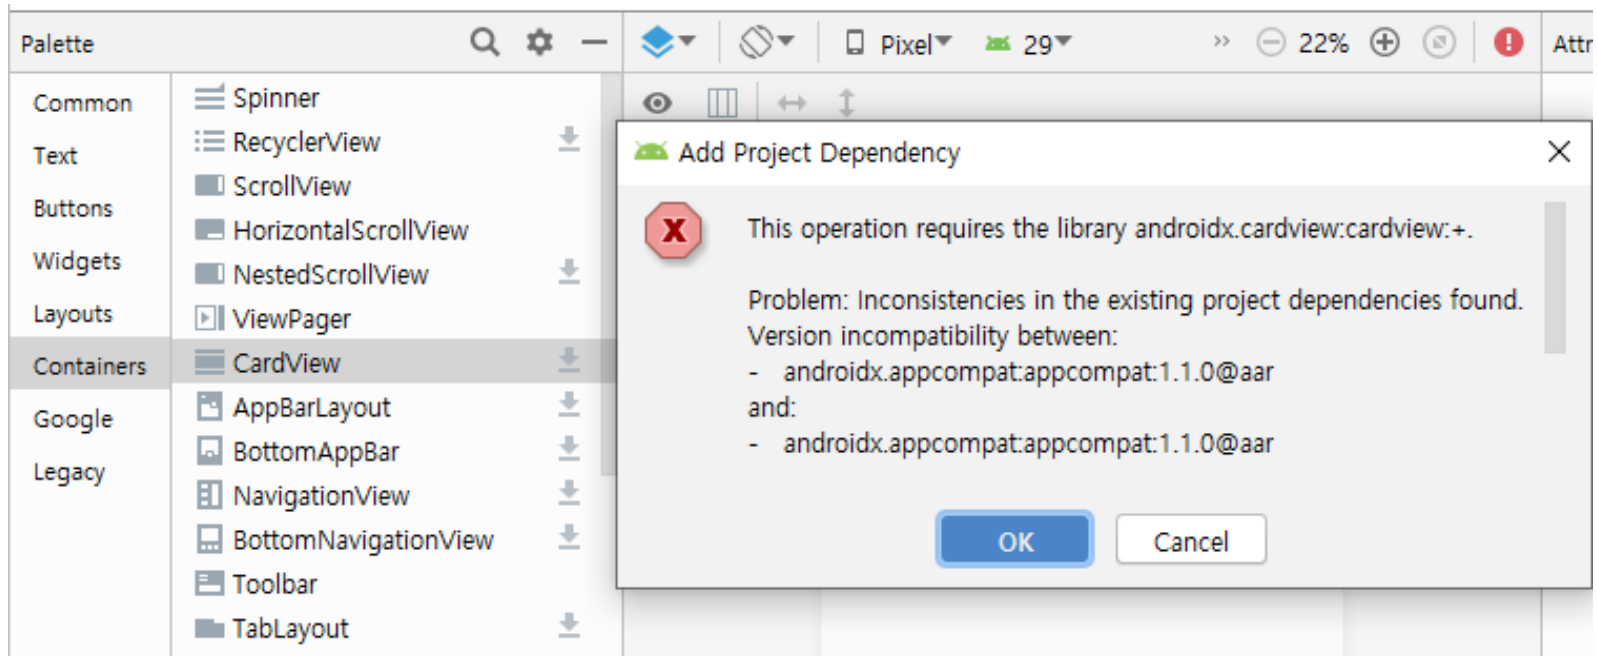 Palette
Pixel
29
22%
Attr
Common
Text
Buttons
Widgets
Layouts
Containers
Google
Legacy
Spinner
RecyclerView
ScrollView
HorizontalScrollView
NestedScrollView
ViewPager
CardView
AppBarLayout
BottomAppBar
NavigationView
BottomNavigationView
Toolbar
TabLayout
Add Project Dependency
This operation requires the library androidx.cardview:cardview:+.
Problem: Inconsistencies in the existing project dependencies found.
Version incompatibility between:
- androidx.appcompat:appcompat:1.1.0@aar
and:
- androidx.appcompat:appcompat:1.1.0@aar
OK
Cancel